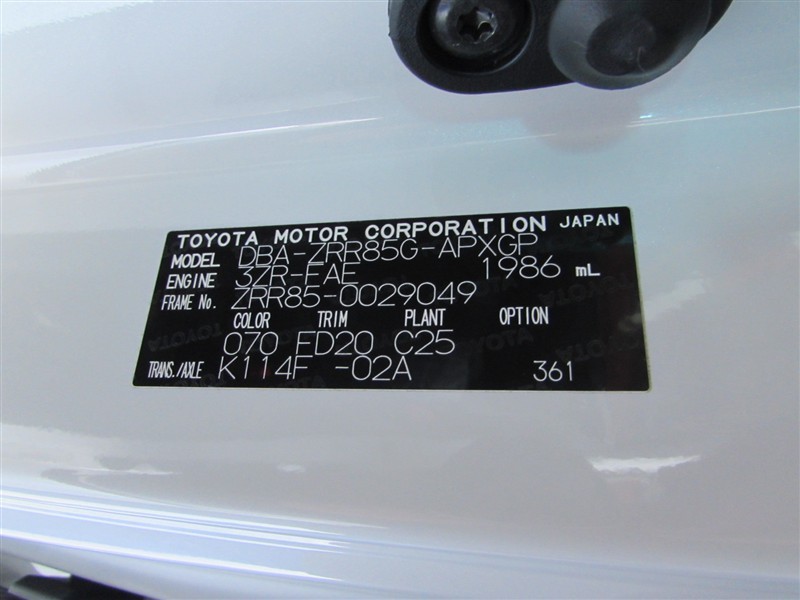 TOYOTA MOTOR CORPORATION JAPAN
MODEL DBA-ZRR85G-APXGP
ENGINE 3ZR-FAE 1986 mL
FRAME No. ZRR85-0029049
COLOR TRIM PLANT OPTION
070 FD20 C25
TRANS./AXLE K114F -02A 361